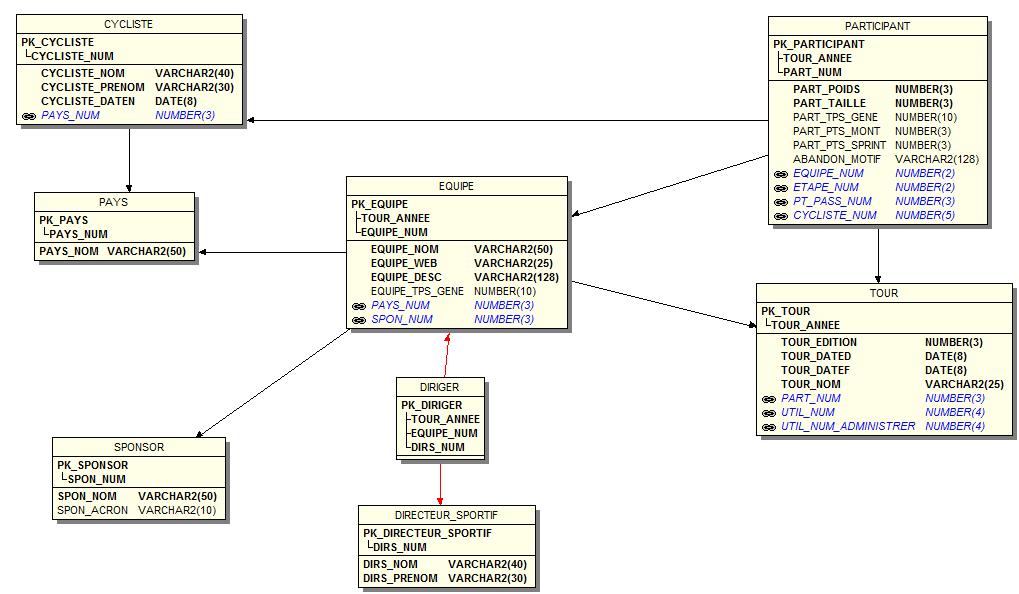 CYCLISTE
PK_CYCLISTE
CYCLISTE_NUM
CYCLISTE_NOM VARCHAR2(40)
CYCLISTE_PRENOM VARCHAR2(30)
CYCLISTE_DATEN DATE(8)
PAYS_NUM NUMBER(3)
PARTICIPANT
PK_PARTICIPANT
TOUR_ANNEE
PART_NUM
PART_POIDS NUMBER(3)
PART_TAILLE NUMBER(3)
PART_TPS_GENE NUMBER(10)
PART_PTS_MONT NUMBER(3)
PART_PTS_SPRINT NUMBER(3)
ABANDON_MOTIF VARCHAR2(128)
EQUIPE_NUM NUMBER(2)
ETAPE_NUM NUMBER(2)
PT_PASS_NUM NUMBER(3)
CYCLISTE_NUM NUMBER(5)
PAYS
PK_PAYS
PAYS_NUM
PAYS_NOM VARCHAR2(50)
EQUIPE
PK_EQUIPE
TOUR_ANNEE
EQUIPE_NUM
EQUIPE_NOM VARCHAR2(50)
EQUIPE_WEB VARCHAR2(25)
EQUIPE_DESC VARCHAR2(128)
EQUIPE_TPS_GENE NUMBER(10)
PAYS_NUM NUMBER(3)
SPON_NUM NUMBER(3)
TOUR
PK_TOUR
TOUR_ANNEE
TOUR_EDITION NUMBER(3)
TOUR_DATED DATE(8)
TOUR_DATEF DATE(8)
TOUR_NOM VARCHAR2(25)
PART_NUM NUMBER(3)
UTIL_NUM NUMBER(4)
UTIL_NUM_ADMINISTRER NUMBER(4)
DIRIGER
PK_DIRIGER
TOUR_ANNEE
EQUIPE_NUM
DIRS_NUM
SPONSOR
PK_SPONSOR
SPON_NUM
SPON_NOM VARCHAR2(50)
SPON_ACRON VARCHAR2(10)
DIRECTEUR_SPORTIF
PK_DIRECTEUR_SPORTIF
DIRS_NUM
DIRS_NOM VARCHAR2(40)
DIRS_PRENOM VARCHAR2(30)